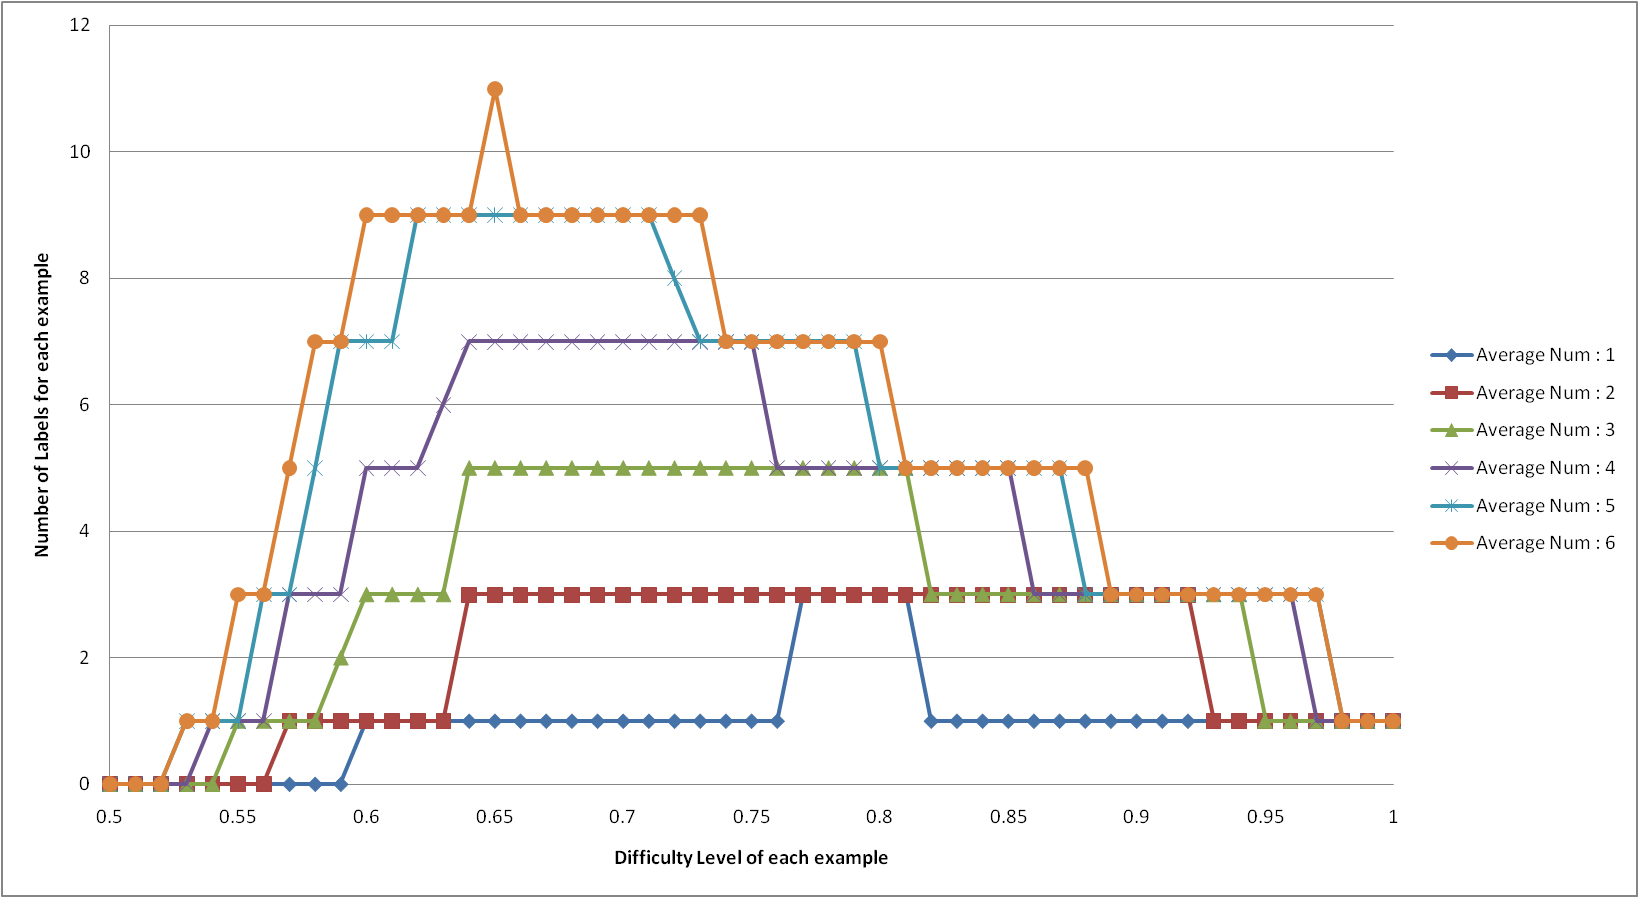 12
10
8
6
4
2
0
Number of Labels for each example
0.5 0.55 0.6 0.65 0.7 0.75 0.8 0.85 0.9 0.95 1
Difficulty Level of each example
Average Num : 1
Average Num : 2
Average Num : 3
Average Num : 4
Average Num : 5
Average Num : 6